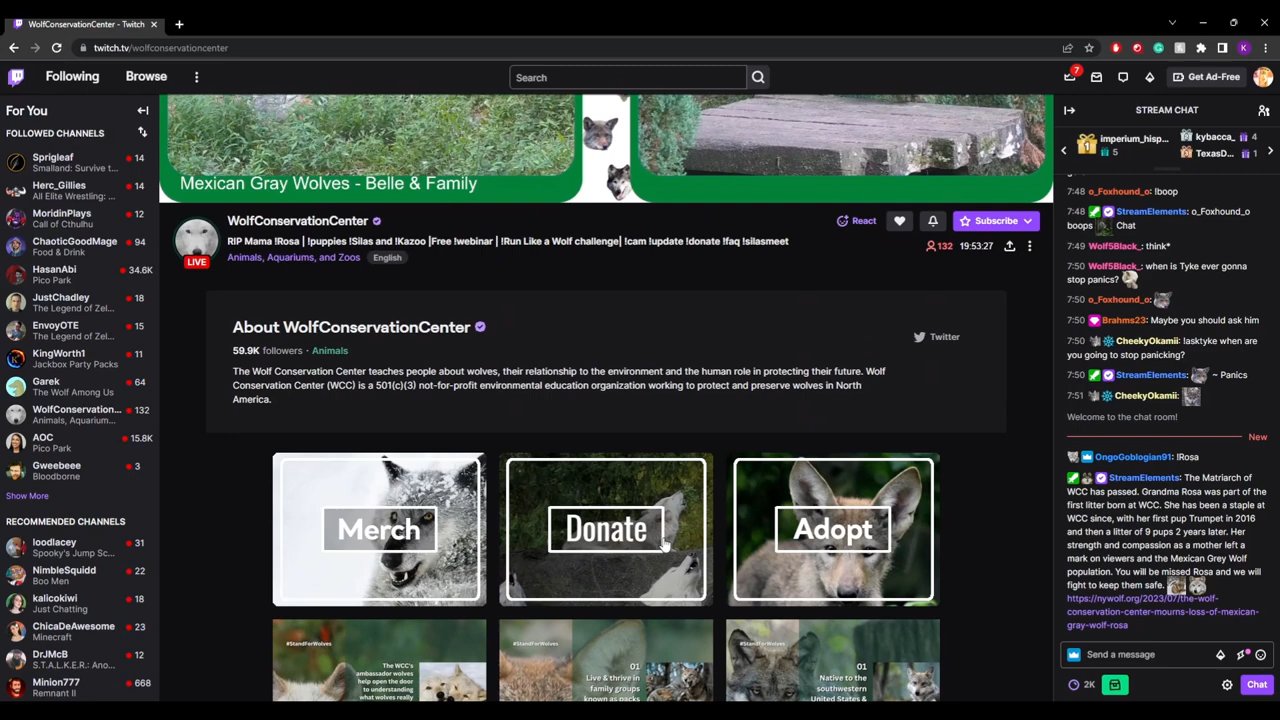 WolfConservationCenter - Twitch
twitch.tv/wolfconservationcenter
K
Following
Browse
Search
7
Get Ad-Free
For You
FOLLOWED CHANNELS
Sprigleaf
Smalland: Survive t...
14
Herc_Gillies
All Elite Wrestling: ...
14
MoridinPlays
Call of Cthulhu
12
ChaoticGoodMage
Food & Drink
94
HasanAbi
Pico Park
34.6K
JustChadley
The Legend of Zel...
18
EnvoyOTE
The Legend of Zel...
15
KingWorth1
Jackbox Party Packs
11
Garek
The Wolf Among Us
64
WolfConservation...
Animals, Aquarium...
132
AOC
Pico Park
15.8K
Gweebeee
Bloodborne
3
Show More
RECOMMENDED CHANNELS
loodlacey
Spooky's Jump Sc...
31
NimbleSquidd
Boo Men
22
kalicokiwi
Just Chatting
18
ChicaDeAwesome
Minecraft
23
DrJMcB
S.T.A.L.K.E.R.: Ano...
12
Minion777
Remnant II
668
Mexican Gray Wolves - Belle & Family
LIVE
WolfConservationCenter
React
Subscribe
RIP Mama !Rosa | !puppies !Silas and !Kazoo |Free !webinar | !Run Like a Wolf challenge| !cam !update !donate !faq !silasmeet
Animals, Aquariums, and Zoos
English
132
19:53:27
About WolfConservationCenter
59.9K followers · Animals
The Wolf Conservation Center teaches people about wolves, their relationship to the environment and the human role in protecting their future. Wolf
Conservation Center (WCC) is a 501(c)(3) not-for-profit environmental education organization working to protect and preserve wolves in North
America.
Twitter
Merch
Donate
Adopt
#StandForWolves
The WCC's
ambassador wolves
help open the door
to understanding
what wolves really
#StandForWolves
01
Live & thrive in
family groups
known as packs
#StandForWolves
01
Native to the
southwestern
United States &
STREAM CHAT
1
imperium_hisp...
5
kybacca_
4
TexasD...
1
7:48 o_Foxhound_o: !boop
7:48 StreamElements: o_Foxhound_o
boops Chat
7:49 Wolf5Black_: think*
7:50 Wolf5Black_: when is Tyke ever gonna
stop panics?
7:50 o_Foxhound_o:
7:50 Brahms23: Maybe you should ask him
7:50 CheekyOkamii: !asktyke when are
you going to stop panicking?
7:50 StreamElements: ~ Panics
7:51 CheekyOkamii:
Welcome to the chat room!
New
OngoGoblogian91: !Rosa
StreamElements: The Matriarch of
WCC has passed. Grandma Rosa was part of the
first litter born at WCC. She has been a staple at
WCC since, with her first pup Trumpet in 2016
and then a litter of 9 pups 2 years later. Her
strength and compassion as a mother left a
mark on viewers and the Mexican Grey Wolf
population. You will be missed Rosa and we will
fight to keep them safe.
https://nywolf.org/2023/07/the-wolf-
conservation-center-mourns-loss-of-mexican-
gray-wolf-rosa
Send a message
2K
Chat